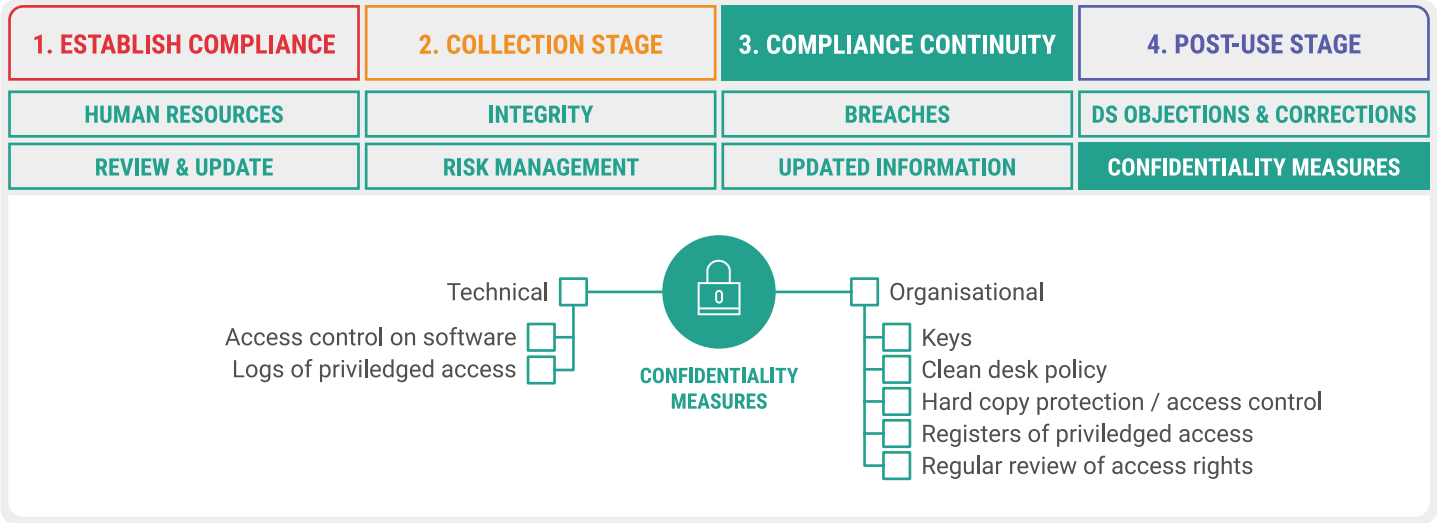 1. ESTABLISH COMPLIANCE
2. COLLECTION STAGE
3. COMPLIANCE CONTINUITY
4. POST-USE STAGE
HUMAN RESOURCES
INTEGRITY
BREACHES
DS OBJECTIONS & CORRECTIONS
REVIEW & UPDATE
RISK MANAGEMENT
UPDATED INFORMATION
CONFIDENTIALITY MEASURES
Technical
Access control on software
Logs of priviledged access
0
CONFIDENTIALITY
MEASURES
Organisational
Keys
Clean desk policy
Hard copy protection / access control
Registers of priviledged access
Regular review of access rights